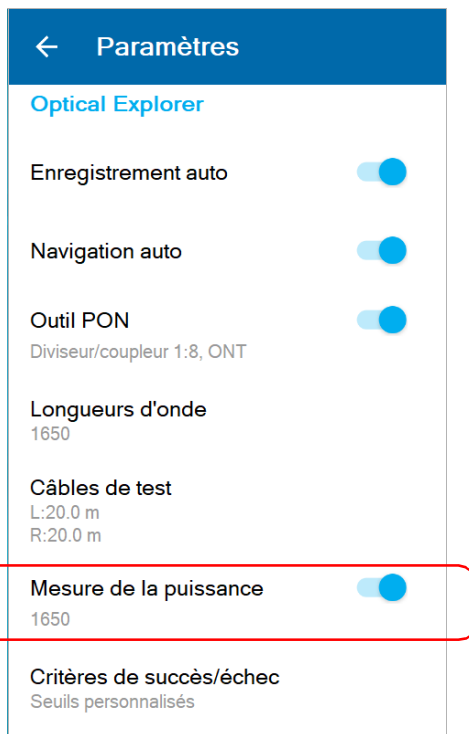 Paramètres
Optical Explorer
Enregistrement auto
Navigation auto
Outil PON
Diviseur/coupleur 1:8, ONT
Longueurs d'onde
1650
Câbles de test
L:20.0 m
R:20.0 m
Mesure de la puissance
1650
Critères de succès/échec
Seuils personnalisés